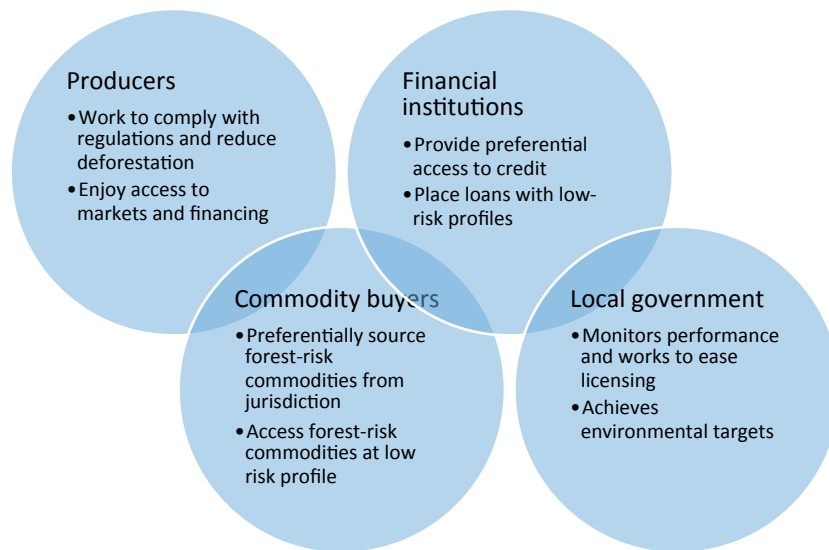 Producers
•Work to comply with
regulations and reduce
deforestation
•Enjoy access to
markets and financing
Financial
institutions
•Provide preferential
access to credit
•Place loans with low-
risk profiles
Commodity buyers
•Preferentially source
forest-risk
commodities from
jurisdiction
•Access forest-risk
commodities at low
risk profile
Local government
•Monitors performance
and works to ease
licensing
•Achieves
environmental targets